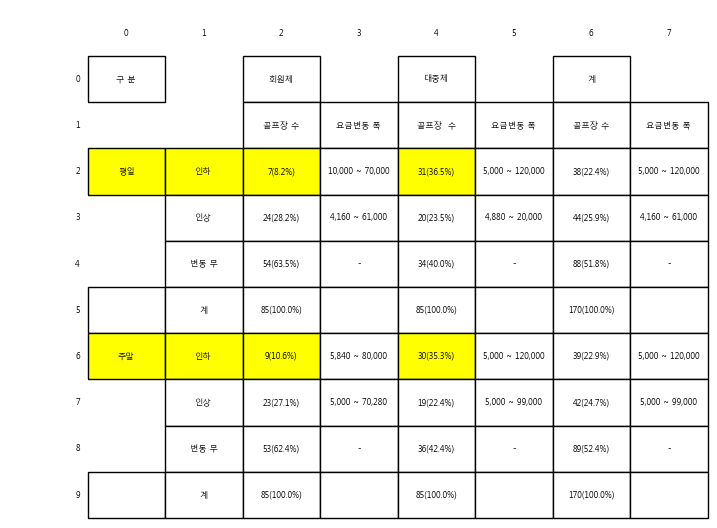 0 1 2 3 4 5 6 7
0 구 분 회원제 대중제 계
1 골프장 수 요금변동 폭 골프장 수 요금변동 폭 골프장 수 요금변동 폭
2 평일 인하 7(8.2%) 10,000 ~ 70,000 31(36.5%) 5,000 ~ 120,000 38(22.4%) 5,000 ~ 120,000
3 인상 24(28.2%) 4,160 ~ 61,000 20(23.5%) 4,880 ~ 20,000 44(25.9%) 4,160 ~ 61,000
4 변동 무 54(63.5%) - 34(40.0%) - 88(51.8%) -
5 계 85(100.0%) 85(100.0%) 170(100.0%)
6 주말 인하 9(10.6%) 5,840 ~ 80,000 30(35.3%) 5,000 ~ 120,000 39(22.9%) 5,000 ~ 120,000
7 인상 23(27.1%) 5,000 ~ 70,280 19(22.4%) 5,000 ~ 99,000 42(24.7%) 5,000 ~ 99,000
8 변동 무 53(62.4%) - 36(42.4%) - 89(52.4%) -
9 계 85(100.0%) 85(100.0%) 170(100.0%)